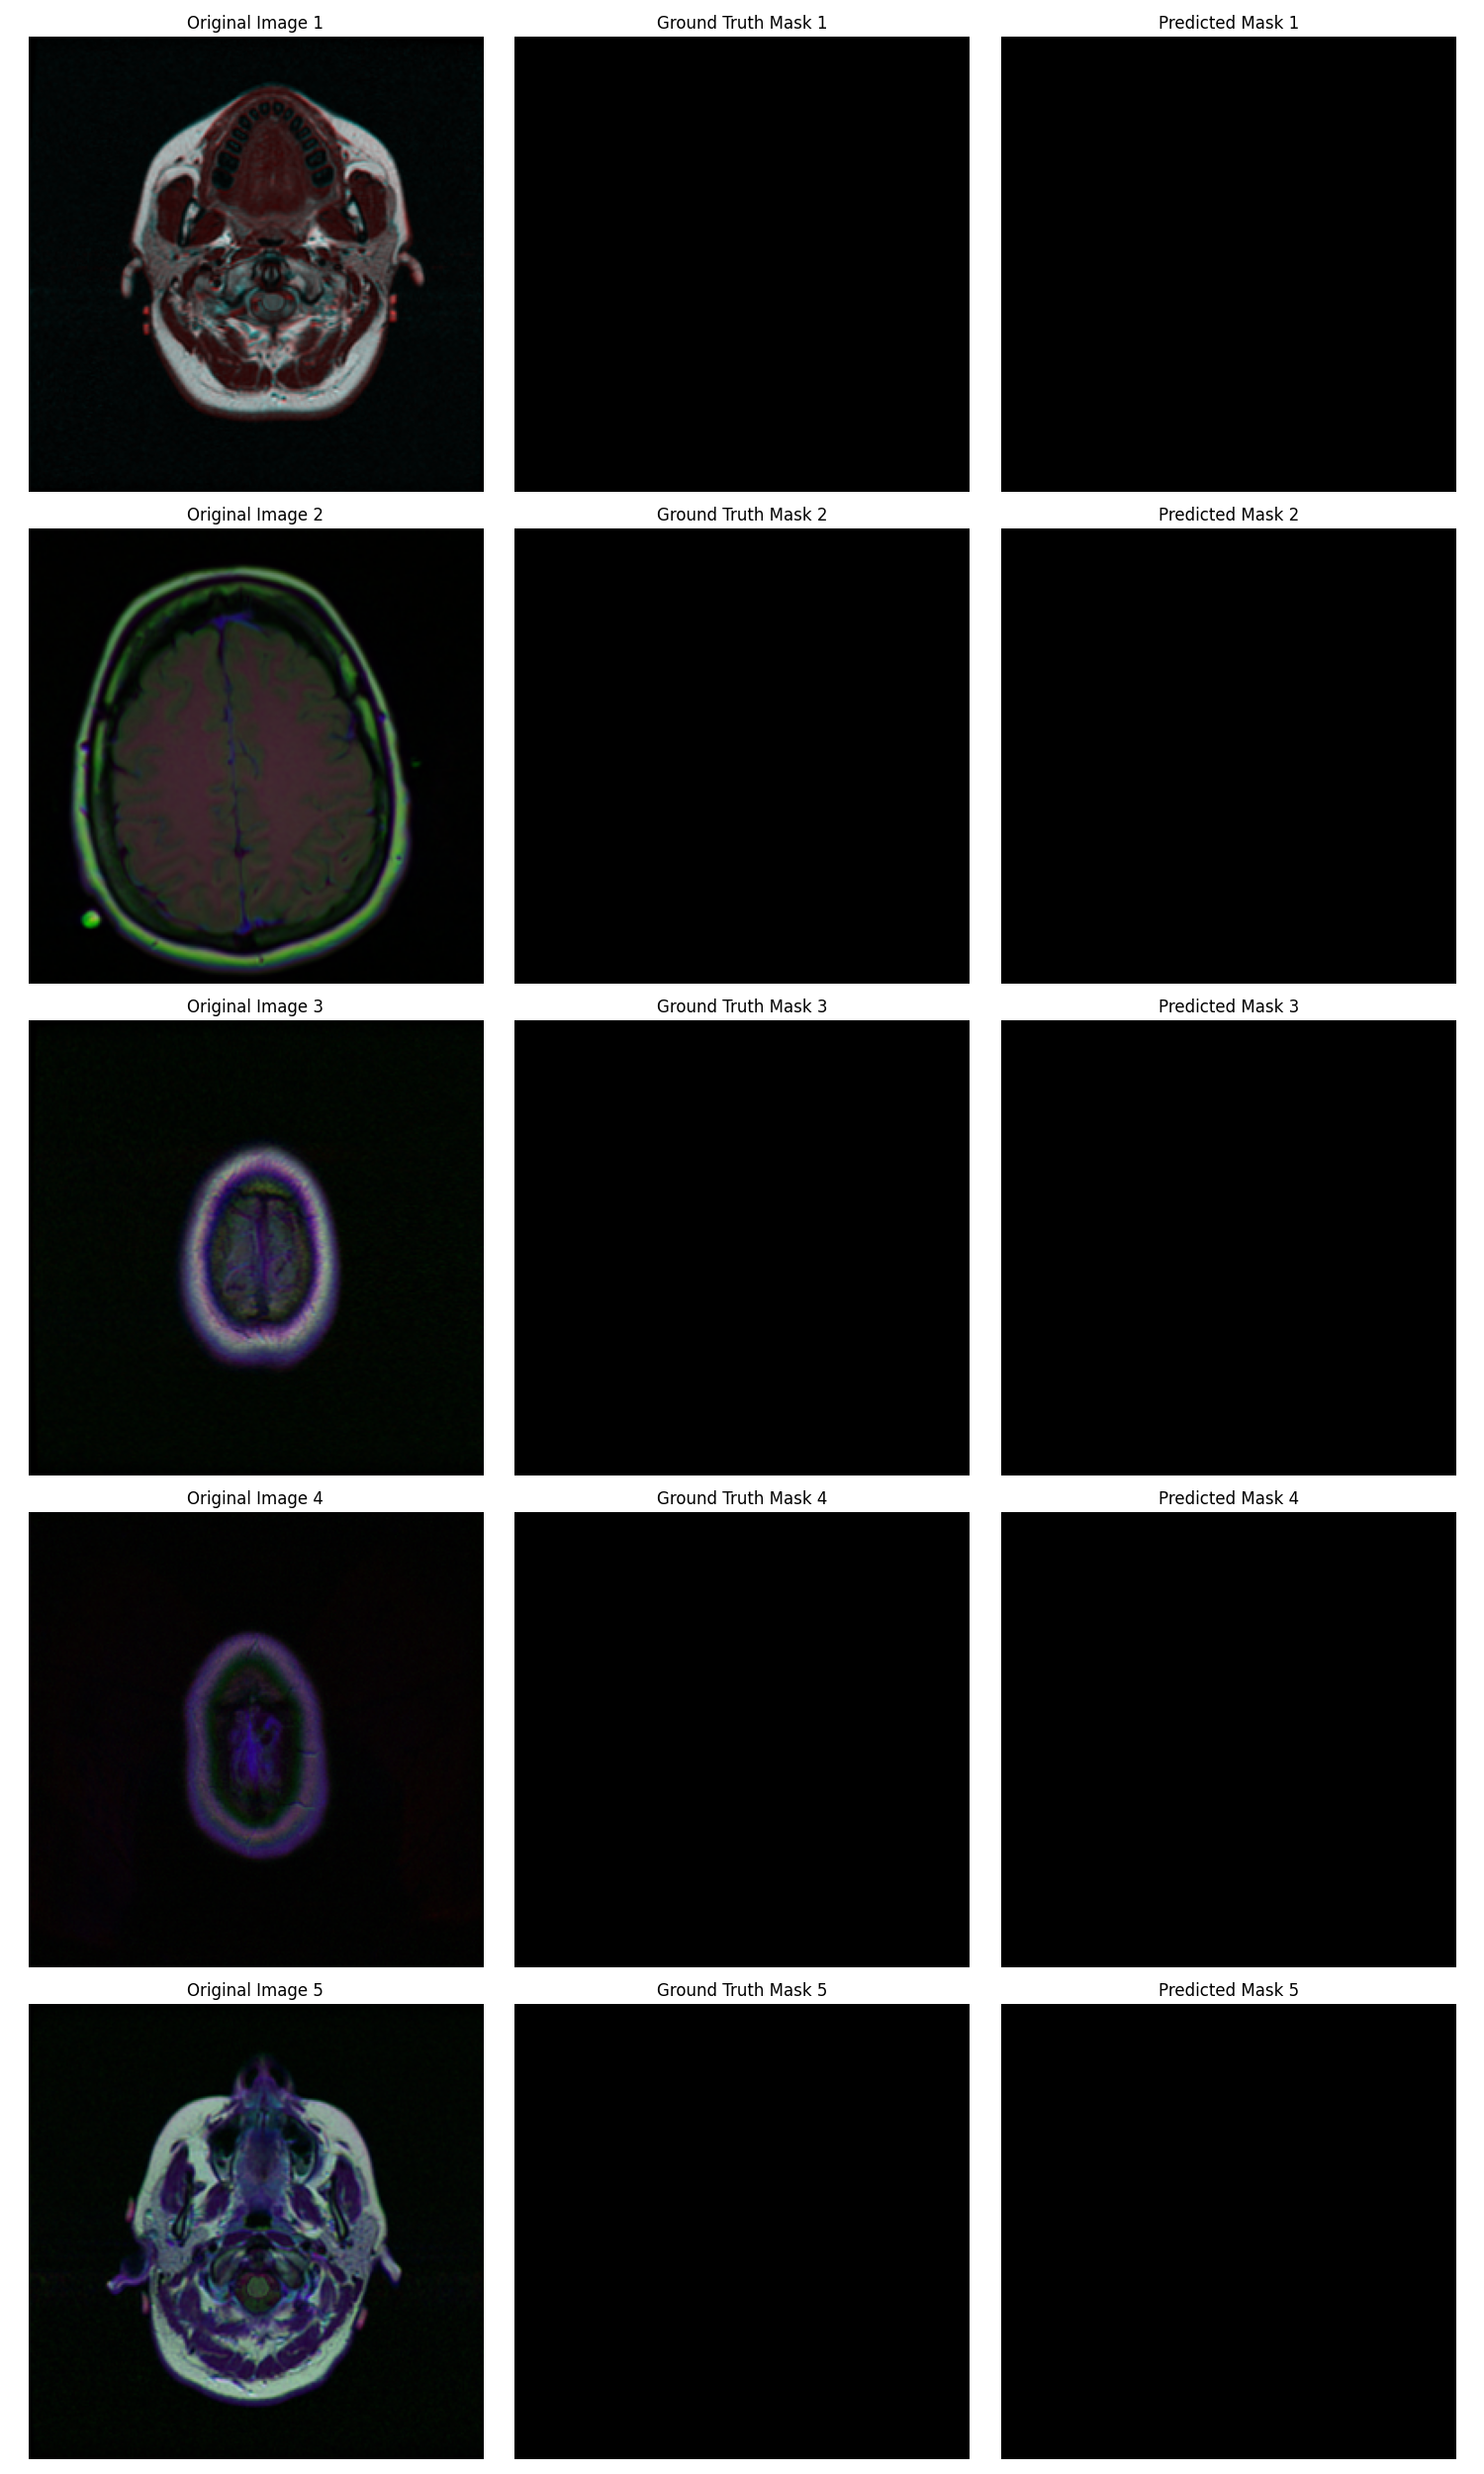 Original Image 1
Ground Truth Mask 1
Predicted Mask 1
Original Image 2
Ground Truth Mask 2
Predicted Mask 2
Original Image 3
Ground Truth Mask 3
Predicted Mask 3
Original Image 4
Ground Truth Mask 4
Predicted Mask 4
Original Image 5
Ground Truth Mask 5
Predicted Mask 5